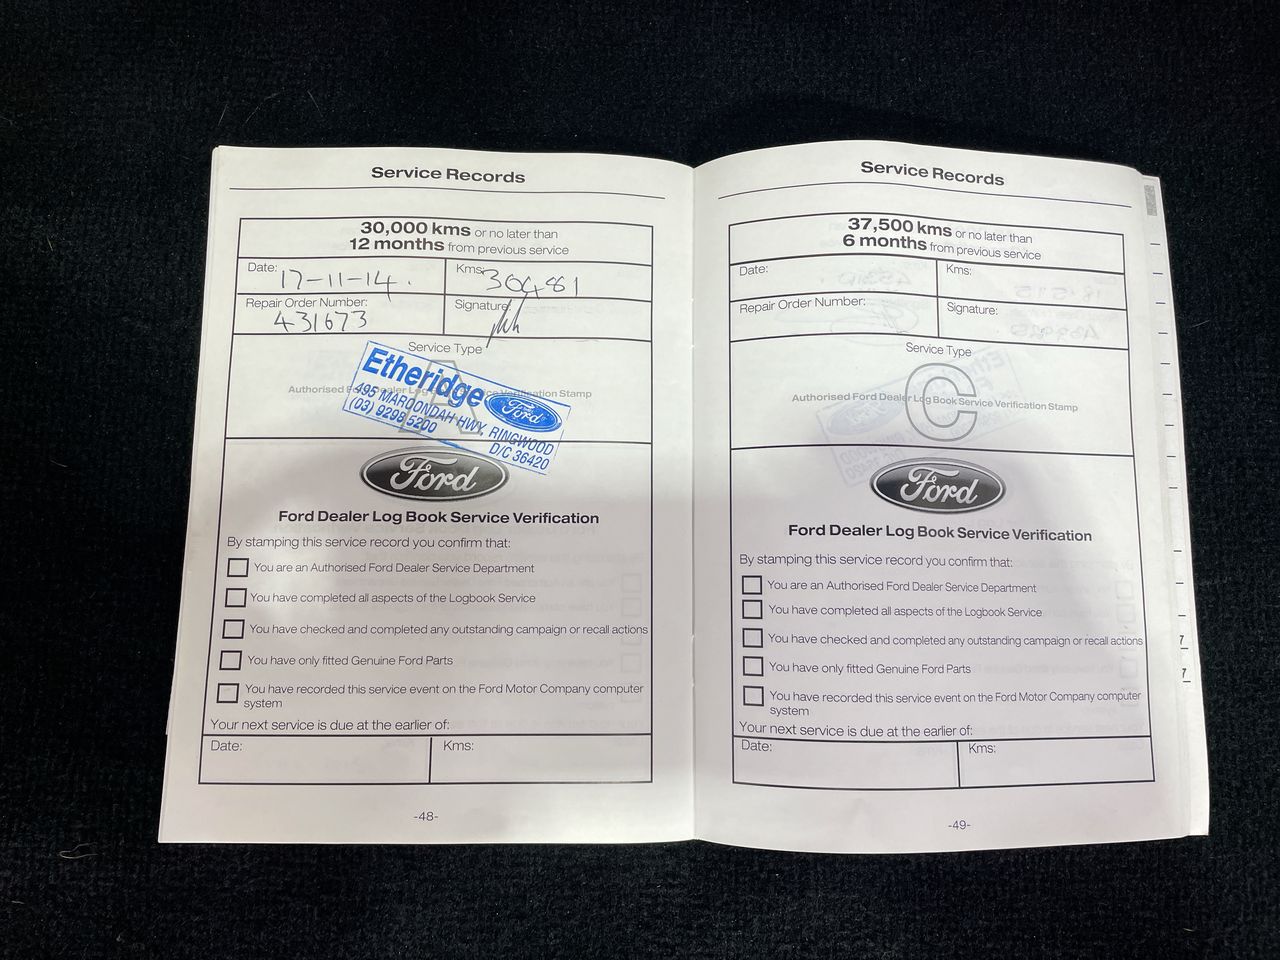 Service Records
30,000 kms or no later than
12 months from previous service
Date: 17-11-14.
Kms: 30481
Repair Order Number: 431673
Signature:
Service Type
A
Authorised Ford Dealer Log Book Service Verification Stamp
Etheridge Ford
495 MAROONDAH HWY, RINGWOOD
(03) 9298 5200 D/C 36420
Ford
Ford Dealer Log Book Service Verification
By stamping this service record you confirm that:
You are an Authorised Ford Dealer Service Department
You have completed all aspects of the Logbook Service
You have checked and completed any outstanding campaign or recall actions
You have only fitted Genuine Ford Parts
You have recorded this service event on the Ford Motor Company computer
system
Your next service is due at the earlier of:
Date: Kms:
-48-
Service Records
37,500 kms or no later than
6 months from previous service
Date: Kms:
Repair Order Number: Signature:
Service Type
C
Authorised Ford Dealer Log Book Service Verification Stamp
Ford
Ford Dealer Log Book Service Verification
By stamping this service record you confirm that:
You are an Authorised Ford Dealer Service Department
You have completed all aspects of the Logbook Service
You have checked and completed any outstanding campaign or recall actions
You have only fitted Genuine Ford Parts
You have recorded this service event on the Ford Motor Company computer
system
Your next service is due at the earlier of:
Date: Kms:
-49-